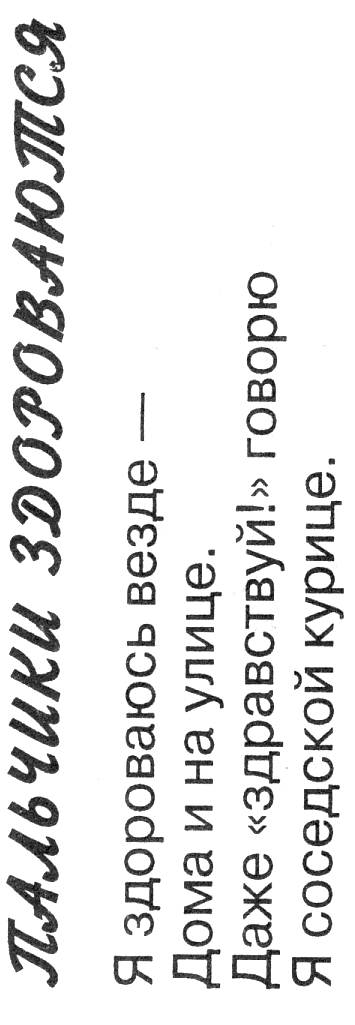 ПАЛЬЧИКИ ЗДОРОВАЮТСЯ
Я здороваюсь везде —
Дома и на улице.
Даже «здравствуй!» говорю
Я соседской курице.